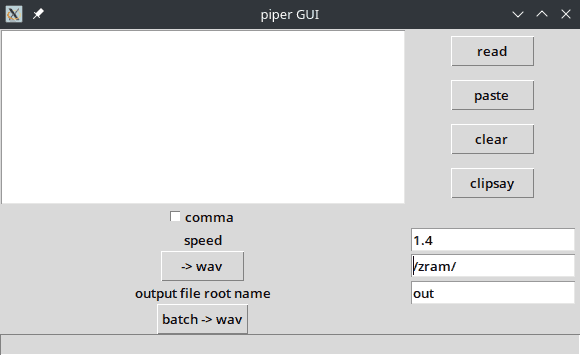 piper GUI
read
paste
clear
clipsay
comma
speed
1.4
-> wav
/zram/
output file root name
out
batch -> wav